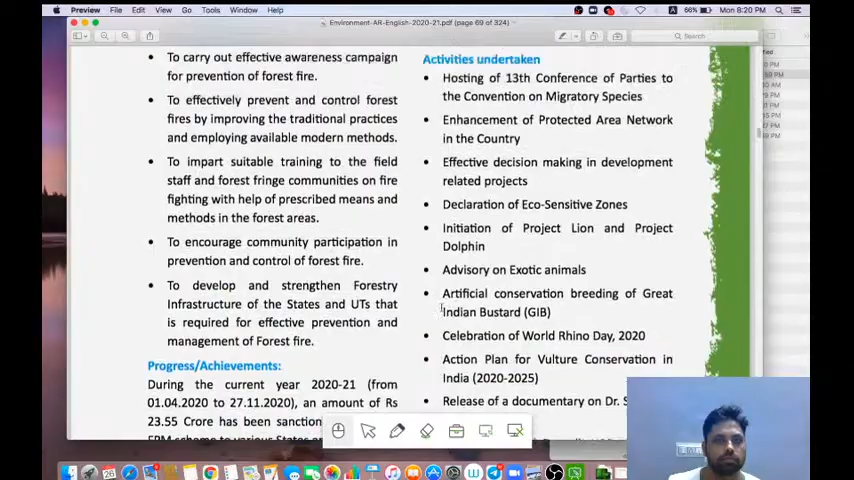 Preview File Edit View Go Tools Window Help
66% Mon 8:20 PM
Environment-AR-English-2020-21.pdf (page 69 of 324)
Search
• To carry out effective awareness campaign
for prevention of forest fire.
• To effectively prevent and control forest
fires by improving the traditional practices
and employing available modern methods.
• To impart suitable training to the field
staff and forest fringe communities on fire
fighting with help of prescribed means and
methods in the forest areas.
• To encourage community participation in
prevention and control of forest fire.
• To develop and strengthen Forestry
Infrastructure of the States and UTs that
is required for effective prevention and
management of Forest fire.
Progress/Achievements:
During the current year 2020-21 (from
01.04.2020 to 27.11.2020), an amount of Rs
23.55 Crore has been sanction
FPM scheme to various States
Activities undertaken
• Hosting of 13th Conference of Parties to
the Convention on Migratory Species
• Enhancement of Protected Area Network
in the Country
• Effective decision making in development
related projects
• Declaration of Eco-Sensitive Zones
• Initiation of Project Lion and Project
Dolphin
• Advisory on Exotic animals
• Artificial conservation breeding of Great
Indian Bustard (GIB)
• Celebration of World Rhino Day, 2020
• Action Plan for Vulture Conservation in
India (2020-2025)
• Release of a documentary on Dr. S